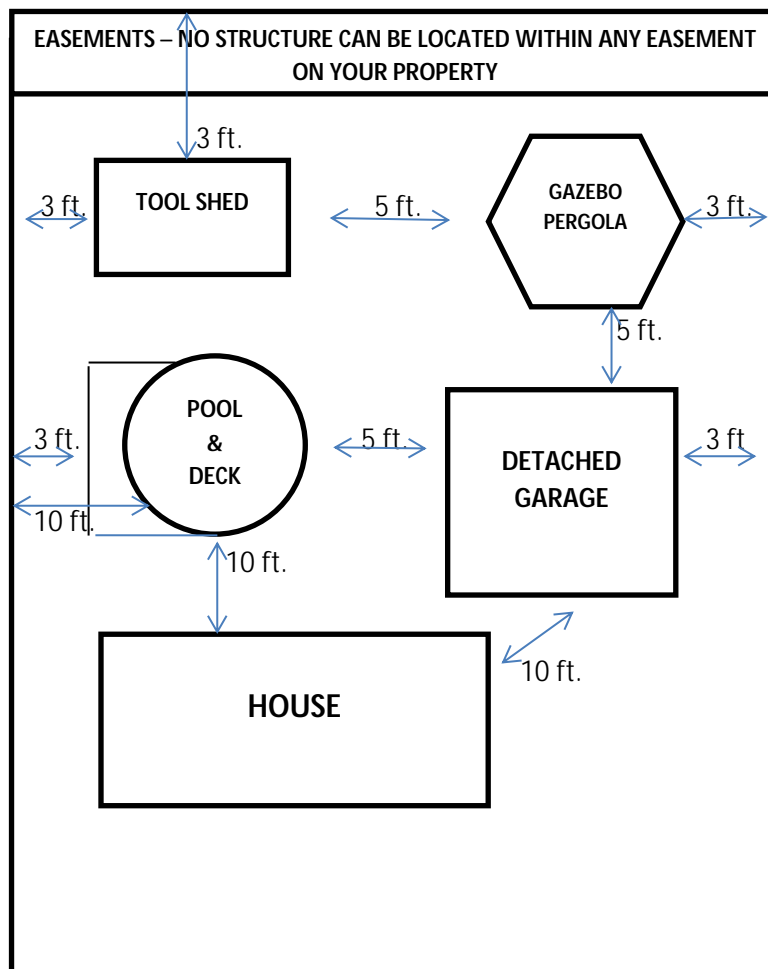 EASEMENTS – NO STRUCTURE CAN BE LOCATED WITHIN ANY EASEMENT
ON YOUR PROPERTY
3 ft.
TOOL SHED
GAZEBO
PERGOLA
3 ft.
5 ft.
3 ft.
5 ft.
POOL
&
DECK
3 ft.
5 ft.
3 ft
DETACHED
GARAGE
10 ft.
10 ft.
10 ft.
HOUSE